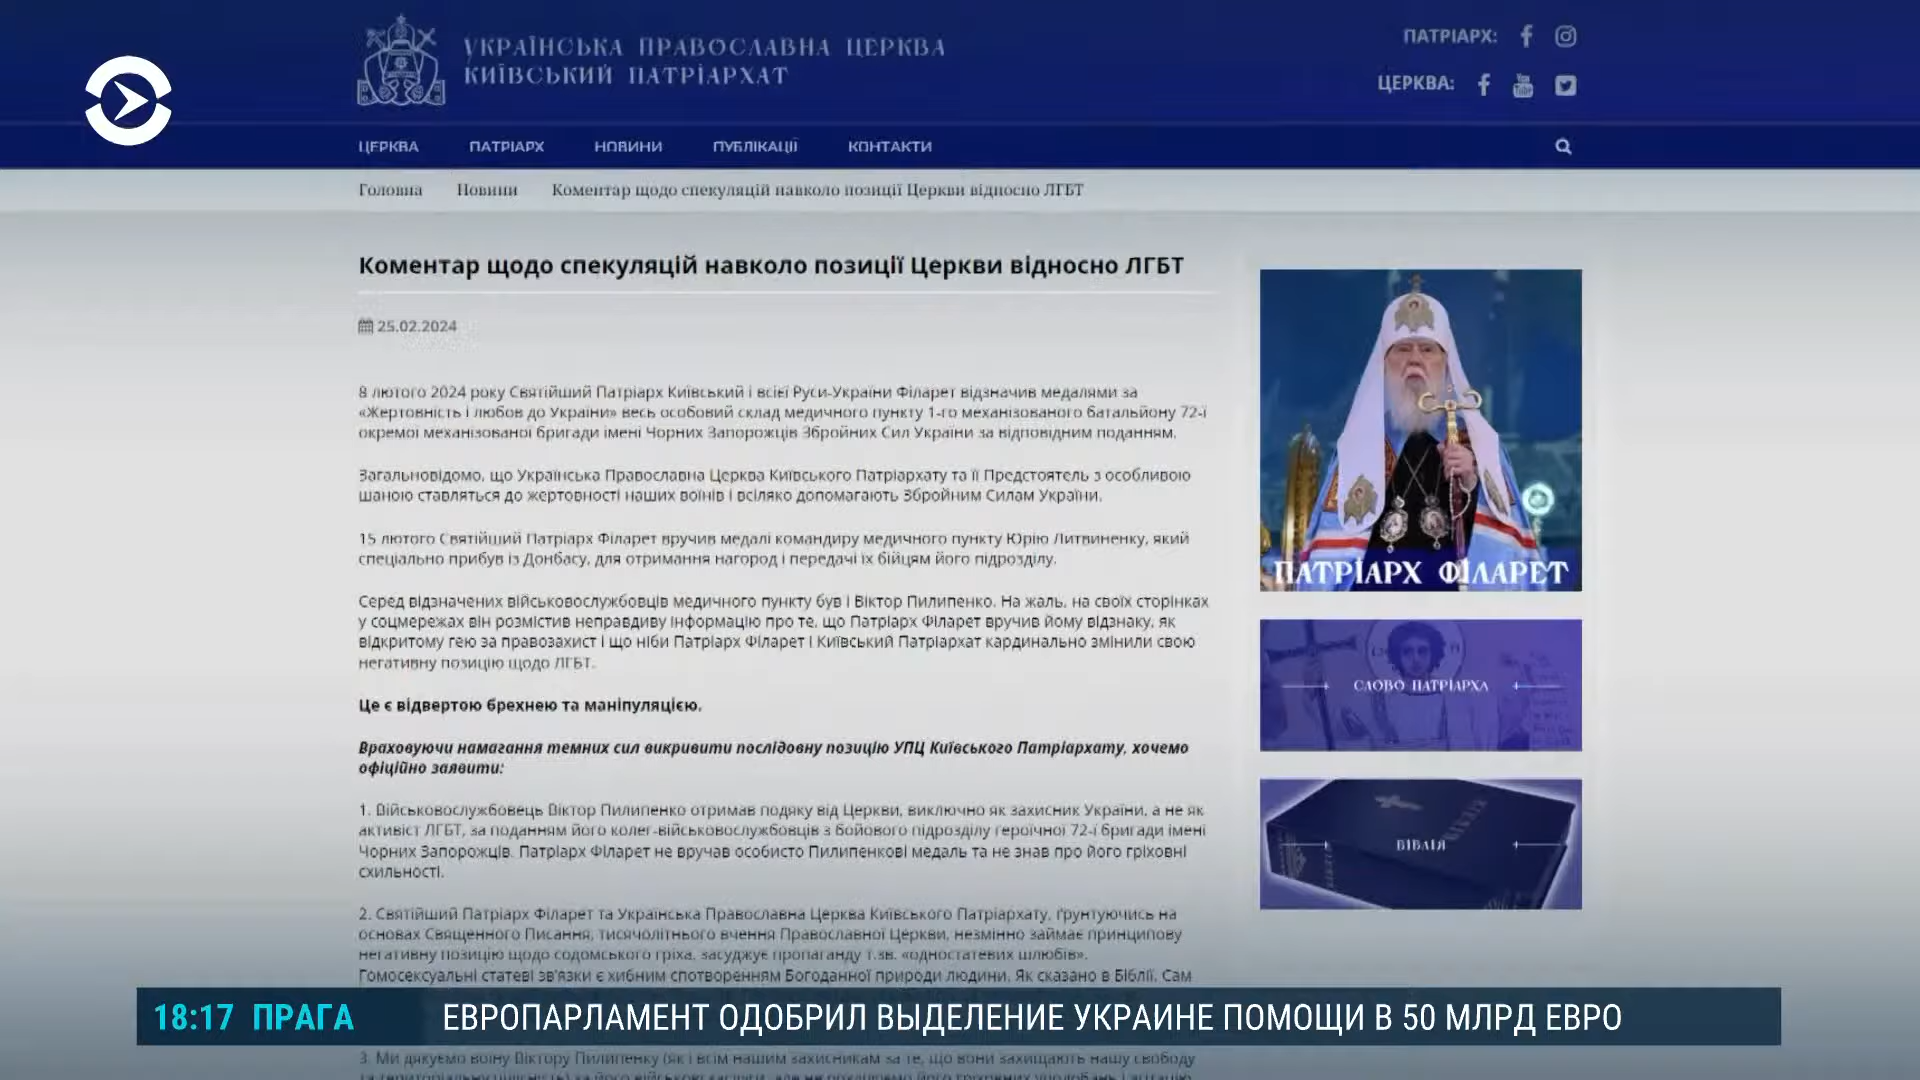 УКРАЇНСЬКА ПРАВОСЛАВНА ЦЕРКВА
КИЇВСЬКИЙ ПАТРІАРХАТ
ПАТРІАРХ:
ЦЕРКВА:
ЦЕРКВА ПАТРІАРХ НОВИНИ ПУБЛІКАЦІЇ КОНТАКТИ
Головна Новини Коментар щодо спекуляцій навколо позиції Церкви відносно ЛГБТ
Коментар щодо спекуляцій навколо позиції Церкви відносно ЛГБТ
25.02.2024
8 лютого 2024 року Святійший Патріарх Київський і всієї Руси-України Філарет відзначив медалями за
«Жертовність і любов до України» весь особовий склад медичного пункту 1-го механізованого батальйону 72-ї
окремої механізованої бригади імені Чорних Запорожців Збройних Сил України за відповідним поданням.
Загальновідомо, що Українська Православна Церква Київського Патріархату та її Предстоятель з особливою
шаною ставляться до жертовності наших воїнів і всіляко допомагають Збройним Силам України.
15 лютого Святійший Патріарх Філарет вручив медалі командиру медичного пункту Юрію Литвиненку, який
спеціально прибув із Донбасу, для отримання нагород і передачі їх бійцям його підрозділу.
Серед відзначених військовослужбовців медичного пункту був і Віктор Пилипенко. На жаль, на своїх сторінках
у соцмережах він розмістив неправдиву інформацію про те, що Патріарх Філарет вручив йому відзнаку, як
відкритому гею за правозахист і що ніби Патріарх Філарет і Київський Патріархат кардинально змінили свою
негативну позицію щодо ЛГБТ.
Це є відвертою брехнею та маніпуляцією.
Враховуючи намагання темних сил викривити послідовну позицію УПЦ Київського Патріархату, хочемо
офіційно заявити:
1. Військовослужбовець Віктор Пилипенко отримав подяку від Церкви, виключно як захисник України, а не як
активіст ЛГБТ, за поданням його колег-військовослужбовців з бойового підрозділу героїчної 72-ї бригади імені
Чорних Запорожців. Патріарх Філарет не вручав особисто Пилипенкові медаль та не знав про його гріховні
схильності.
2. Святійший Патріарх Філарет та Українська Православна Церква Київського Патріархату, ґрунтуючись на
основах Священного Писання, тисячолітнього вчення Православної Церкви, незмінно займає принципову
негативну позицію щодо содомського гріха, засуджує пропаганду т.зв. «одностатевих шлюбів».
Гомосексуальні статеві зв'язки є хибним спотворенням Богоданної природи людини. Як сказано в Біблії, Сам
3. Ми дякуємо воїну Віктору Пилипенку (як і всім нашим захисникам за те, що вони захищають нашу свободу
ПАТРІАРХ ФІЛАРЕТ
СЛОВО ПАТРІАРХА
БІБЛІЯ
18:17 ПРАГА ЕВРОПАРЛАМЕНТ ОДОБРИЛ ВЫДЕЛЕНИЕ УКРАИНЕ ПОМОЩИ В 50 МЛРД ЕВРО